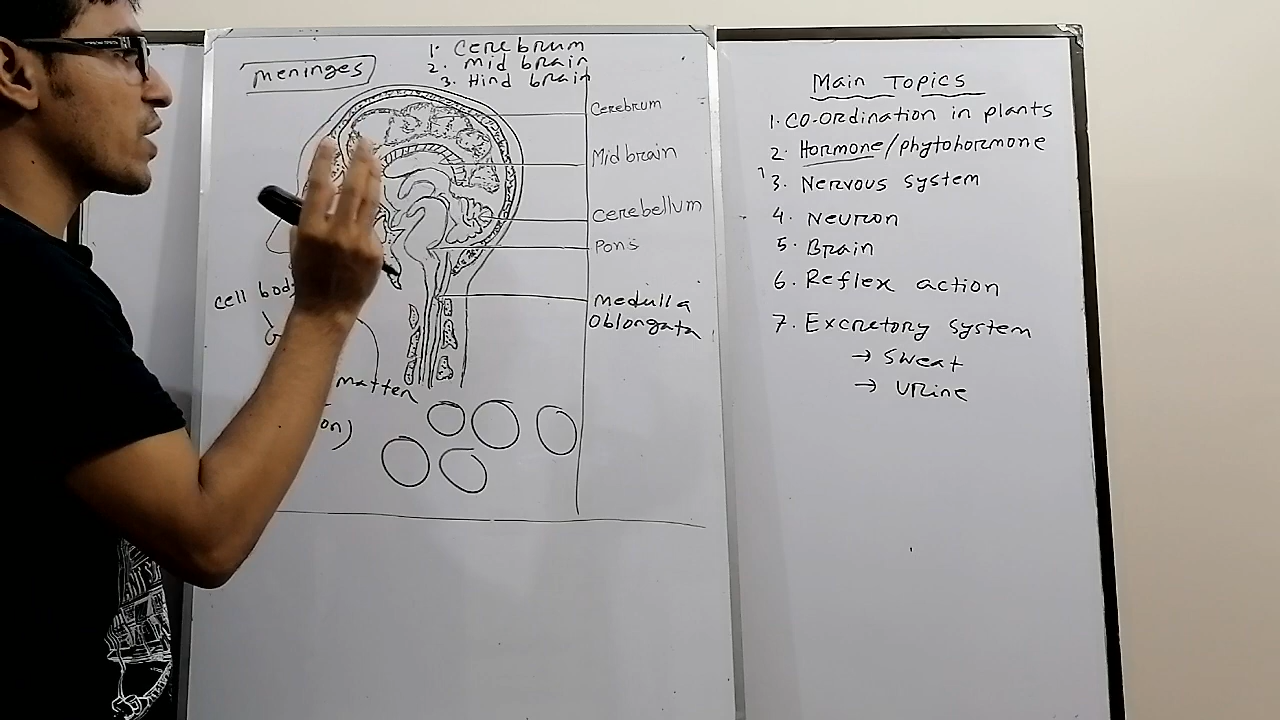 meninges
1. Cerebrum
2. Mid brain
3. Hind brain
Cerebrum
Mid brain
Cerebellum
Pons
Medulla
Oblongata
cell body
matter
on)
Main Topics
1. CO-ORdination in plants
2. Hormone/phytohormone
3. Nervous system
4. Neuron
5. Brain
6. Reflex action
7. Excretory system
→ Sweat
→ Urine